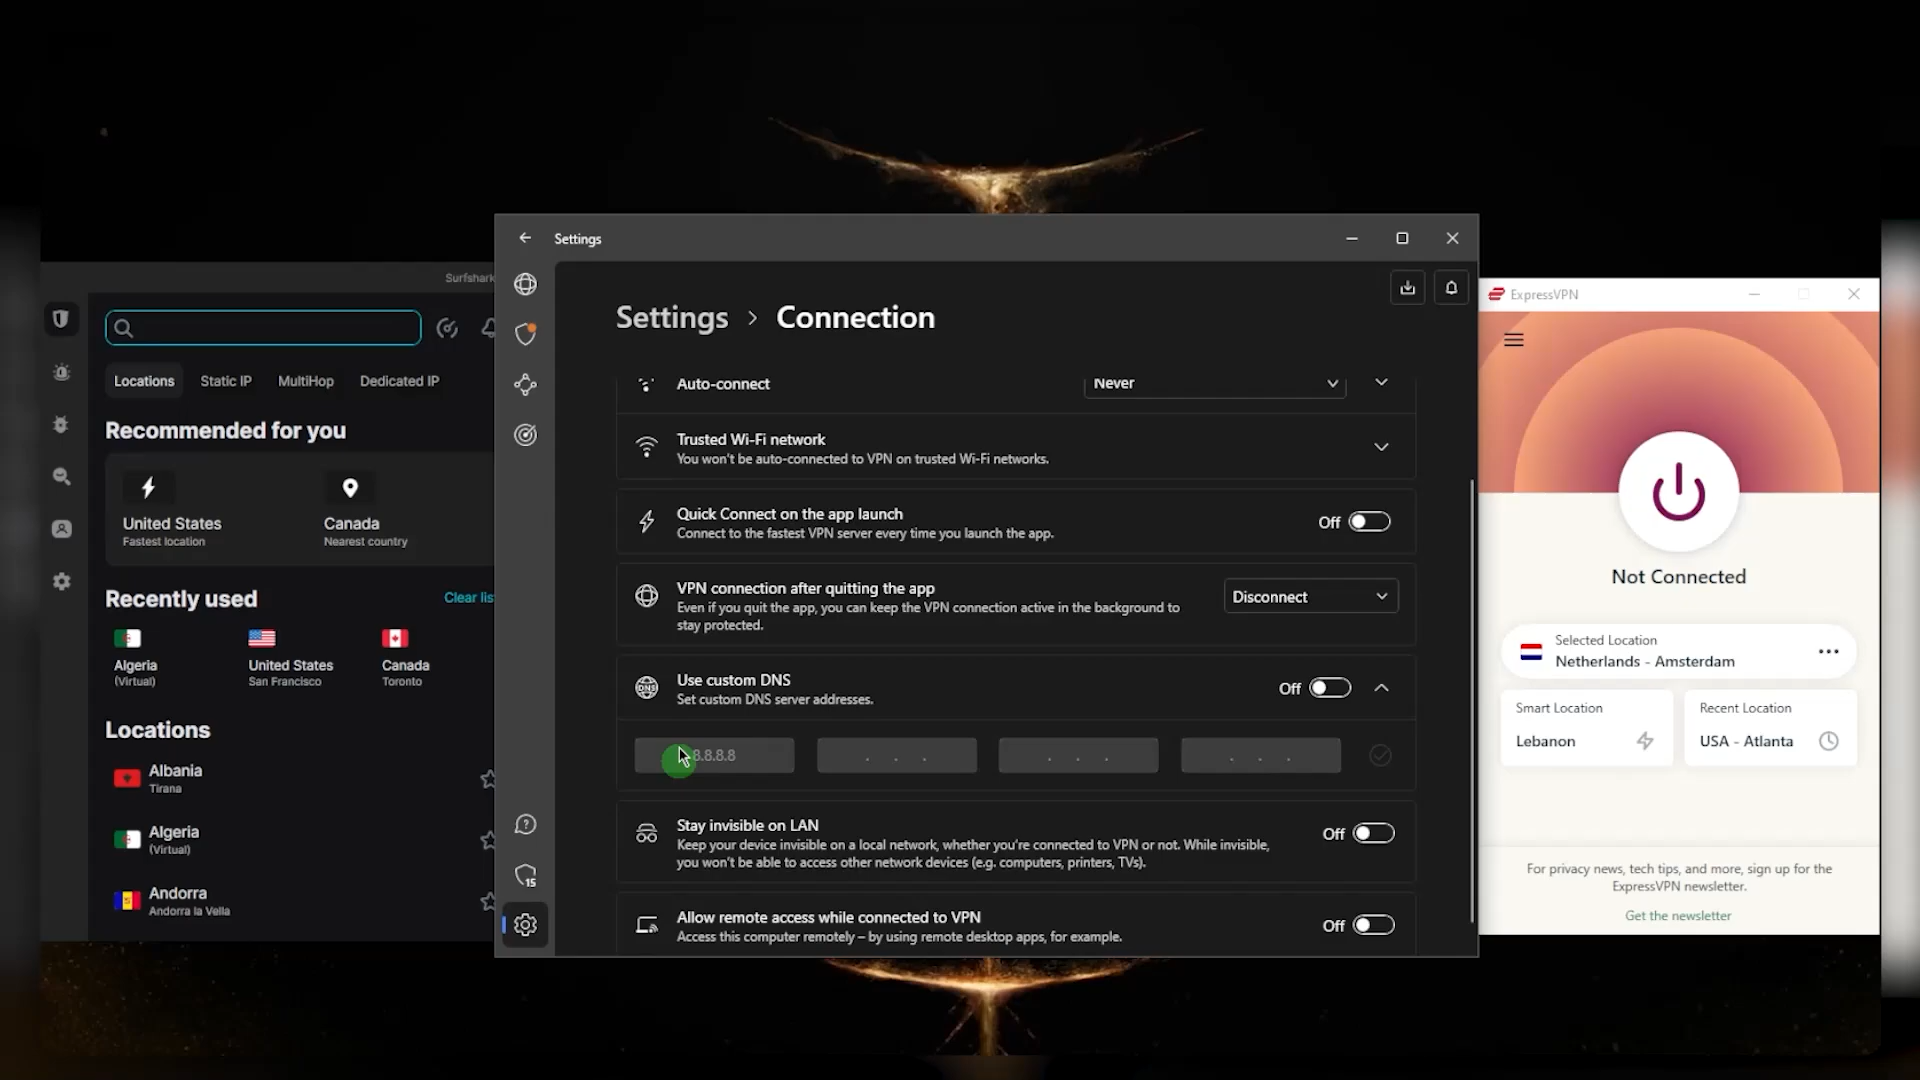 Surfshark
Locations
Static IP
MultiHop
Dedicated IP
Recommended for you
United States
Fastest location
Canada
Nearest country
Recently used
Clear lis
Algeria
(Virtual)
United States
San Francisco
Canada
Toronto
Locations
Albania
Tirana
Algeria
(Virtual)
Andorra
Andorra la Vella
Settings
Settings > Connection
Auto-connect
Never
Trusted Wi-Fi network
You won't be auto-connected to VPN on trusted Wi-Fi networks.
Quick Connect on the app launch
Connect to the fastest VPN server every time you launch the app.
Off
VPN connection after quitting the app
Even if you quit the app, you can keep the VPN connection active in the background to
stay protected.
Disconnect
DNS
Use custom DNS
Set custom DNS server addresses.
Off
8.8.8.8
. . .
. . .
. . .
Stay invisible on LAN
Keep your device invisible on a local network, whether you're connected to VPN or not. While invisible,
you won't be able to access other network devices (e.g. computers, printers, TVs).
Off
15
Allow remote access while connected to VPN
Access this computer remotely – by using remote desktop apps, for example.
Off
ExpressVPN
Not Connected
Selected Location
Netherlands - Amsterdam
Smart Location
Lebanon
Recent Location
USA - Atlanta
For privacy news, tech tips, and more, sign up for the
ExpressVPN newsletter.
Get the newsletter